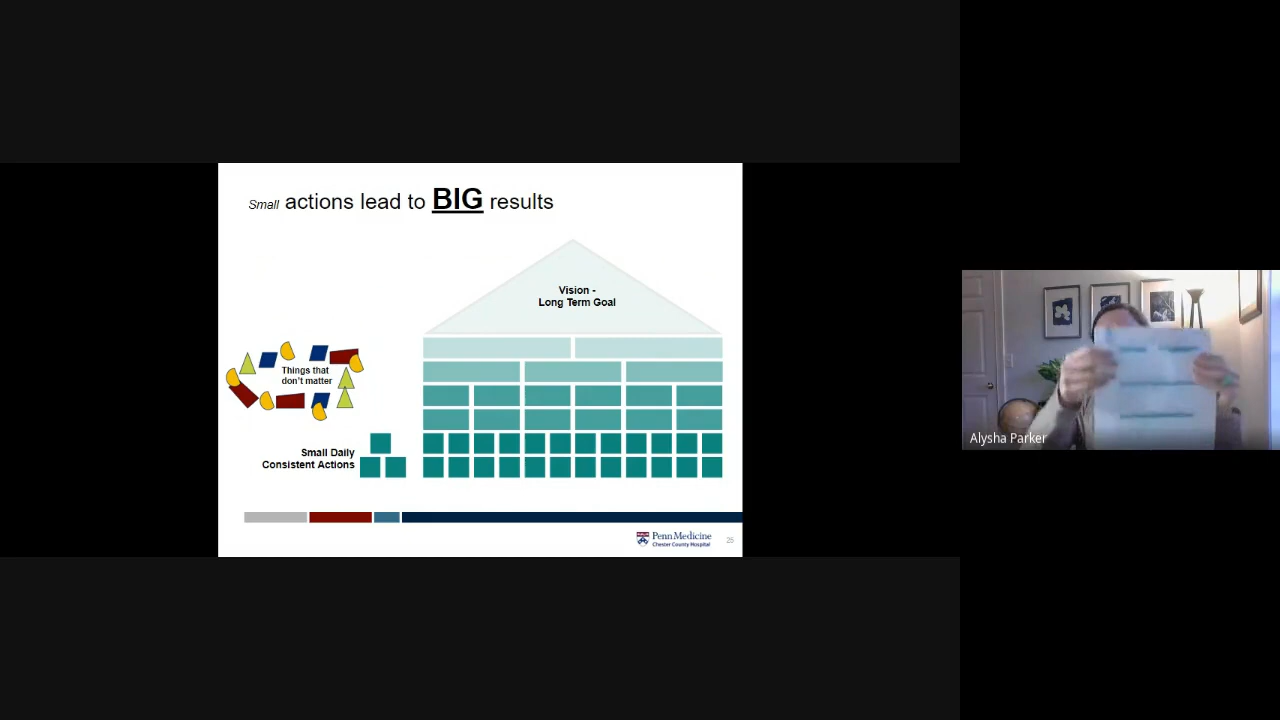 Small actions lead to BIG results
Vision -
Long Term Goal
Things that
don't matter
Small Daily
Consistent Actions
Penn Medicine
Chester County Hospital
25
Alysha Parker